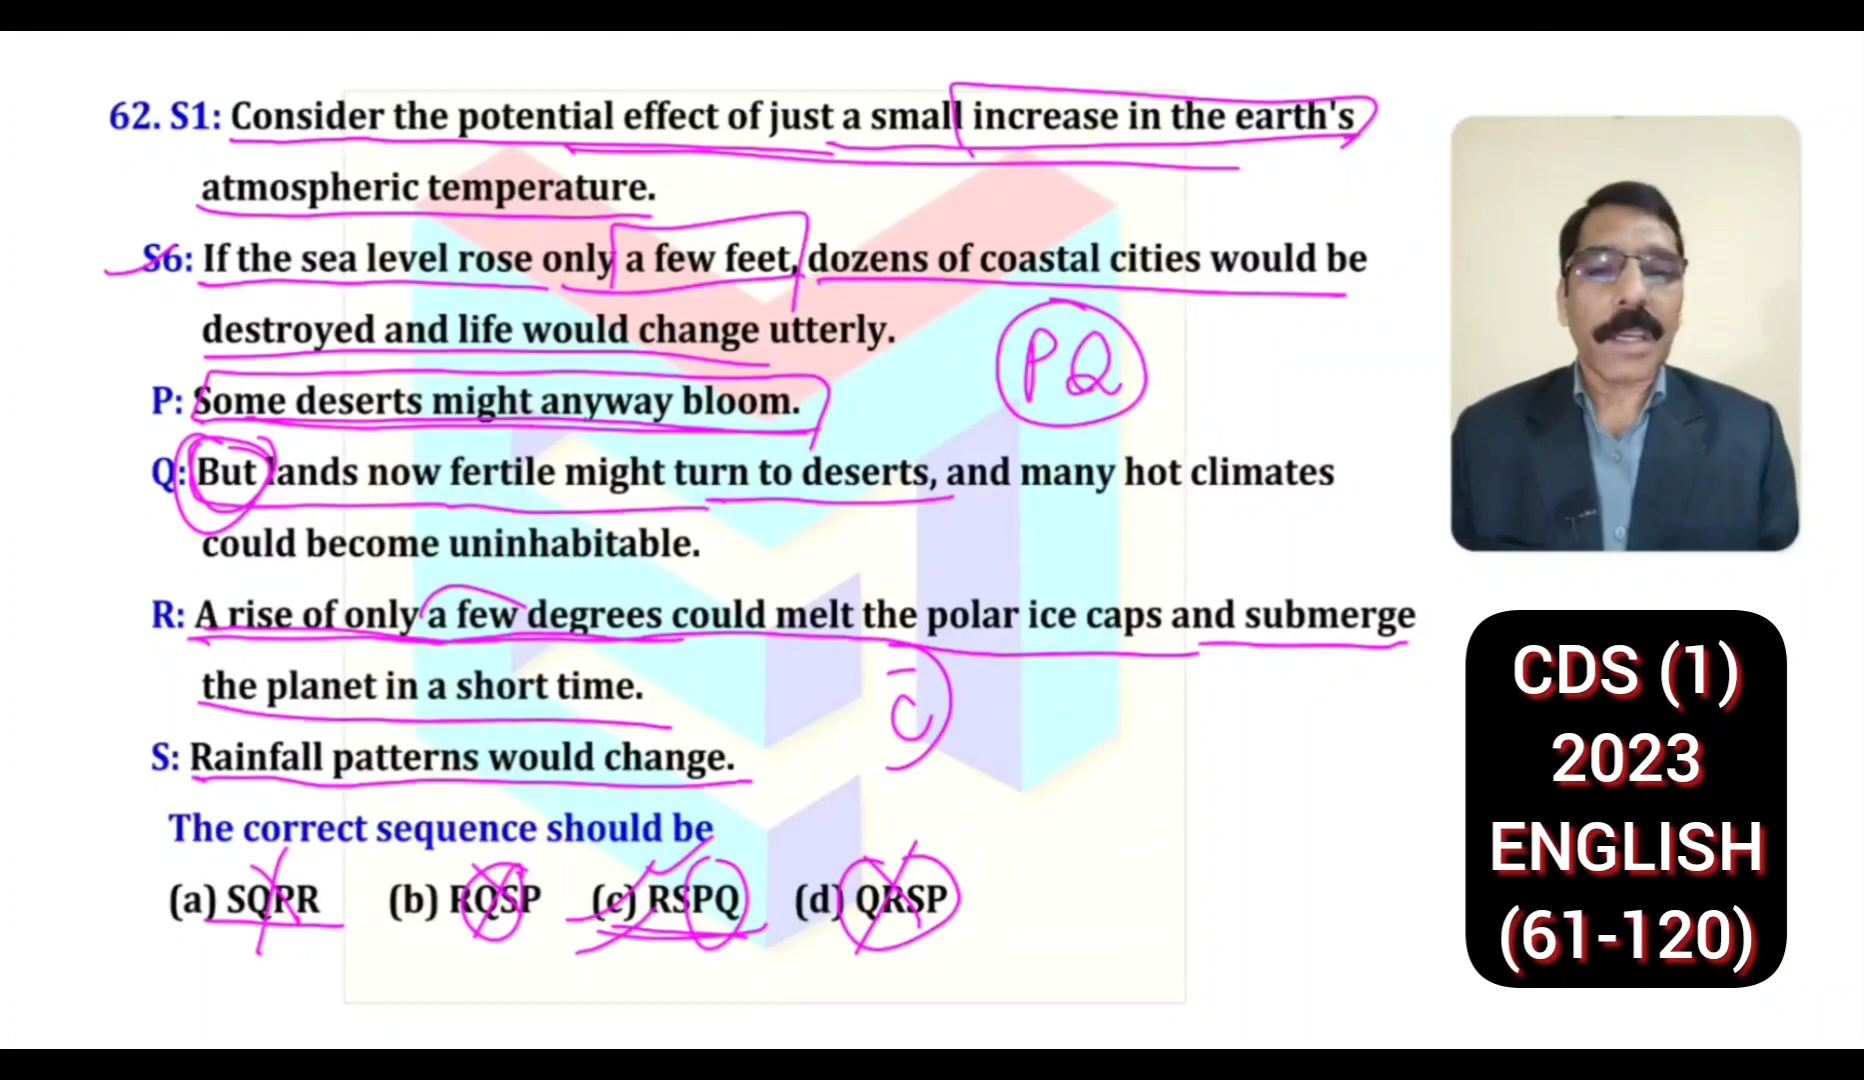 62. S1: Consider the potential effect of just a small increase in the earth's
atmospheric temperature.
S6: If the sea level rose only a few feet, dozens of coastal cities would be
destroyed and life would change utterly.
PQ
P: Some deserts might anyway bloom.
Q: But lands now fertile might turn to deserts, and many hot climates
could become uninhabitable.
R: A rise of only a few degrees could melt the polar ice caps and submerge
the planet in a short time.
S: Rainfall patterns would change.
The correct sequence should be
(a) SQPR (b) RQSP (c) RSPQ (d) QRSP
CDS (1)
2023
ENGLISH
(61-120)